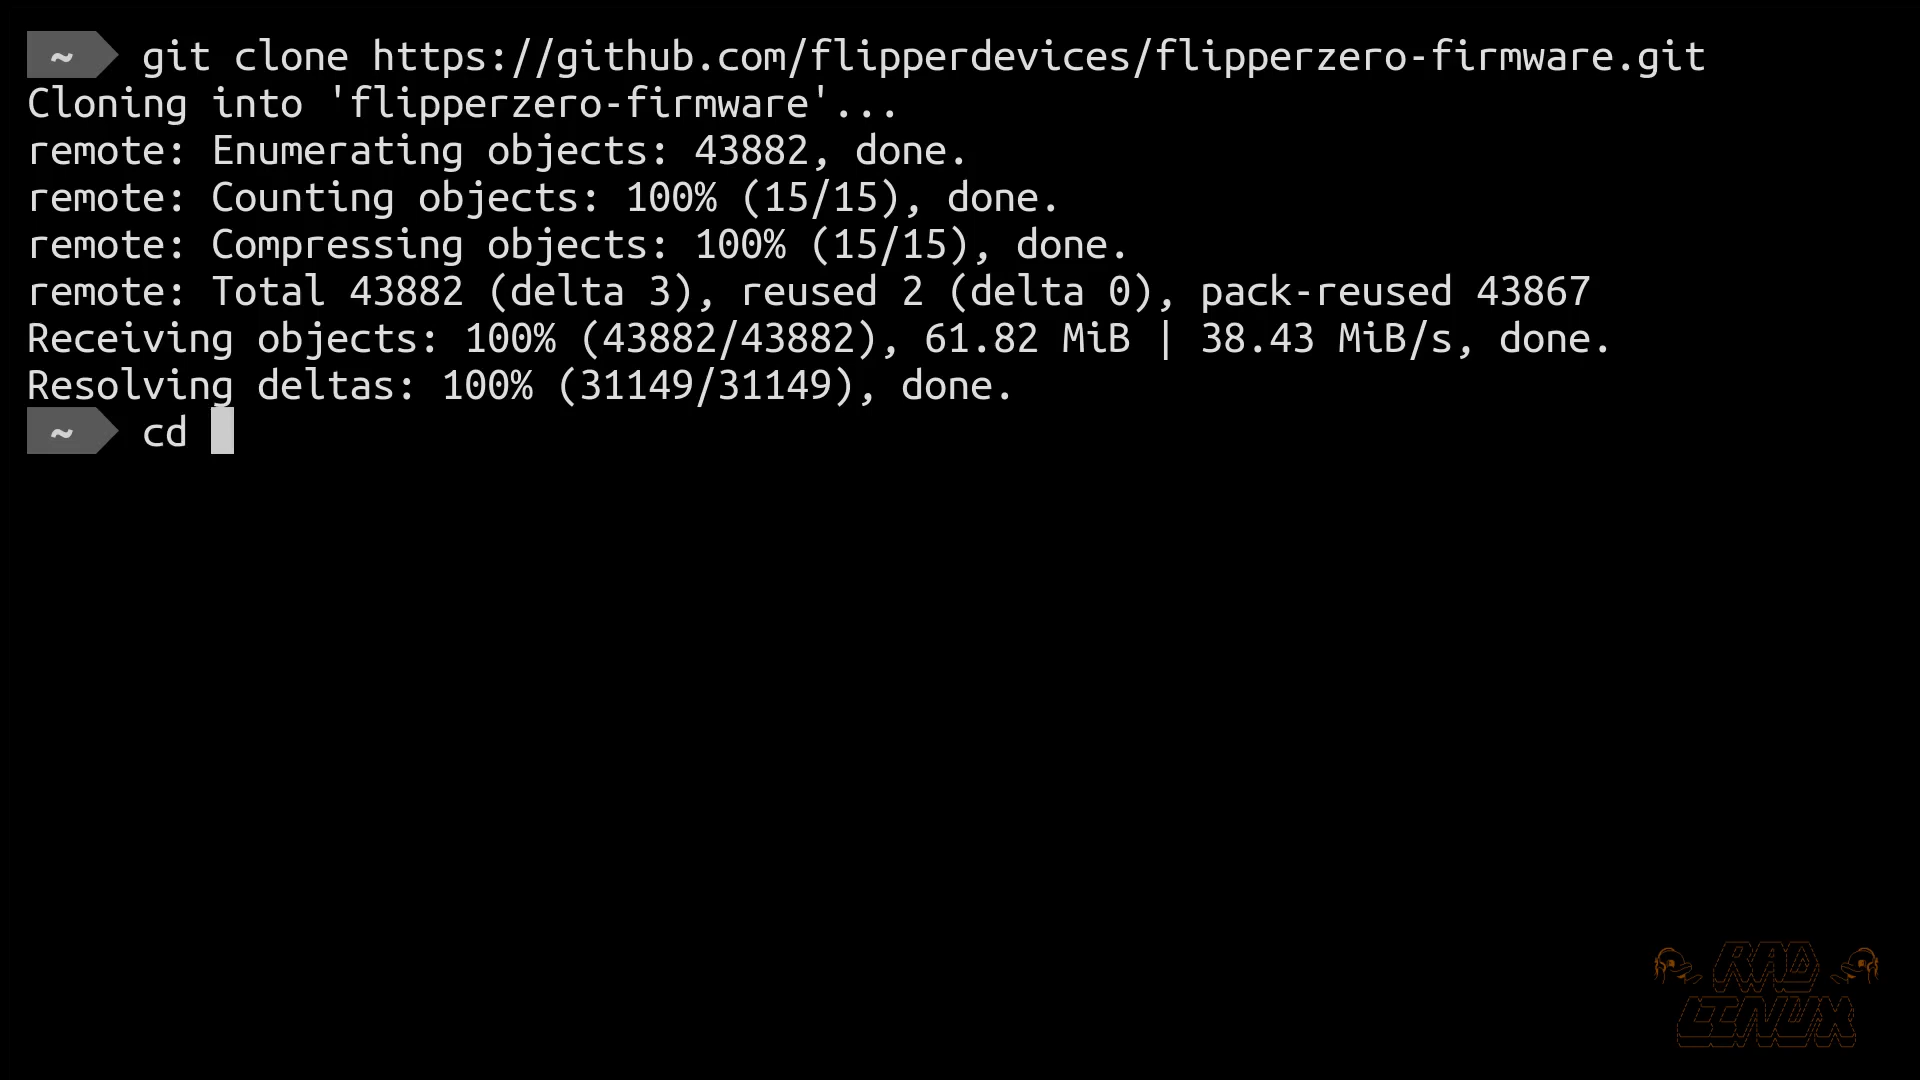 ~ git clone https://github.com/flipperdevices/flipperzero-firmware.git
Cloning into 'flipperzero-firmware'...
remote: Enumerating objects: 43882, done.
remote: Counting objects: 100% (15/15), done.
remote: Compressing objects: 100% (15/15), done.
remote: Total 43882 (delta 3), reused 2 (delta 0), pack-reused 43867
Receiving objects: 100% (43882/43882), 61.82 MiB | 38.43 MiB/s, done.
Resolving deltas: 100% (31149/31149), done.
~ cd
RAD
LINUX